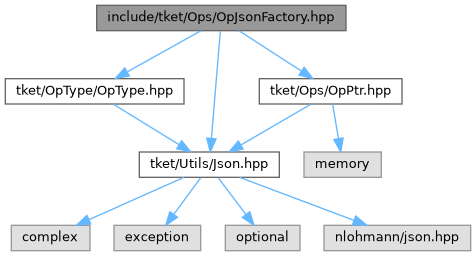 include/tket/Ops/OpJsonFactory.hpp
tket/OpType/OpType.hpp
tket/Ops/OpPtr.hpp
tket/Utils/Json.hpp
memory
complex
exception
optional
nlohmann/json.hpp